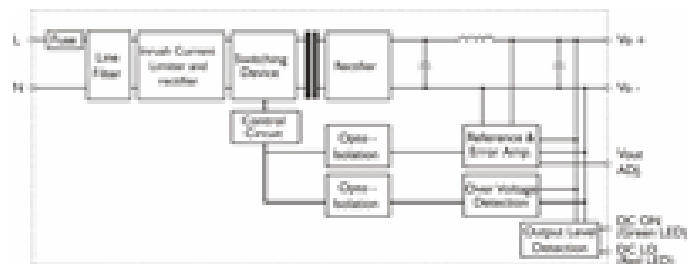 L
Fuse
N
Line
Filter
Inrush Current
Limiter and
rectifier
Switching
Device
Rectifier
Control
Circuit
Opto -
Isolation
Opto -
Isolation
Reference &
Error Amp.
Over Voltage
Detection
Output Level
Detection
Vo +
Vo -
Vout
ADJ.
DC ON
(Green LED)
DC LO
(Red LED)